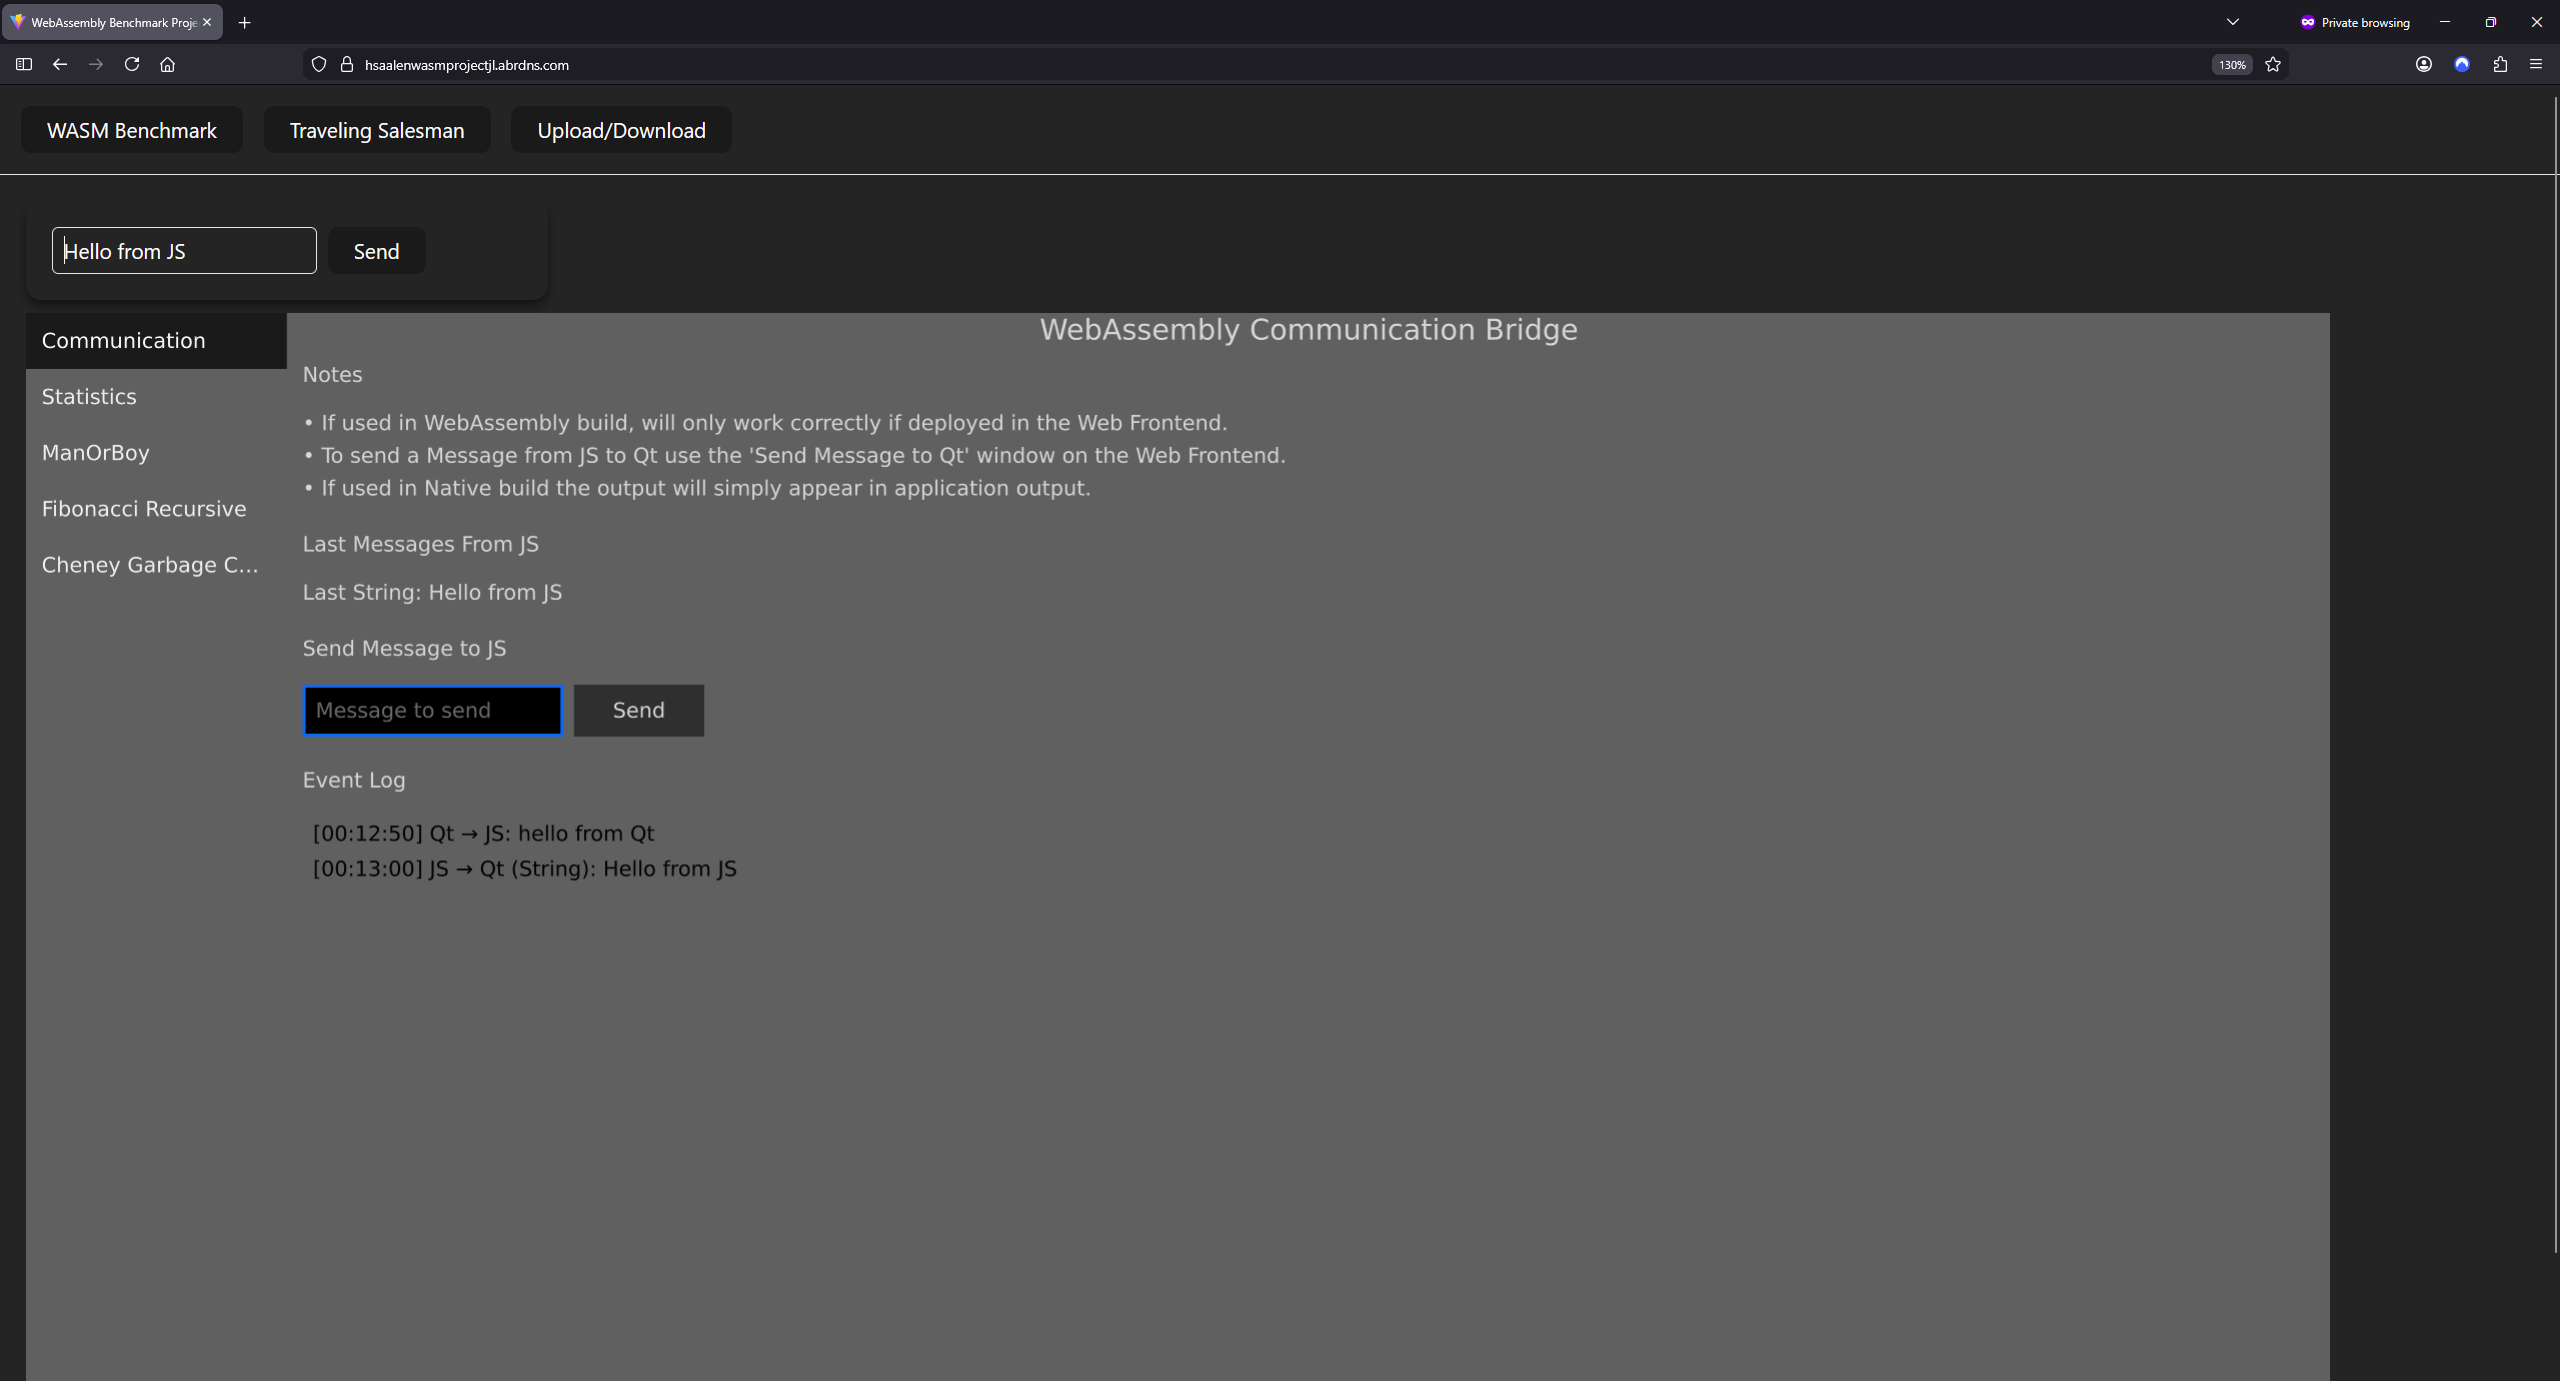 WebAssembly Benchmark Proje
Private browsing
hsaalenwasmprojectjl.abrdns.com
130%
WASM Benchmark
Traveling Salesman
Upload/Download
Hello from JS
Send
Communication
Statistics
ManOrBoy
Fibonacci Recursive
Cheney Garbage C...
WebAssembly Communication Bridge
Notes
• If used in WebAssembly build, will only work correctly if deployed in the Web Frontend.
• To send a Message from JS to Qt use the 'Send Message to Qt' window on the Web Frontend.
• If used in Native build the output will simply appear in application output.
Last Messages From JS
Last String: Hello from JS
Send Message to JS
Message to send
Send
Event Log
[00:12:50] Qt → JS: hello from Qt
[00:13:00] JS → Qt (String): Hello from JS